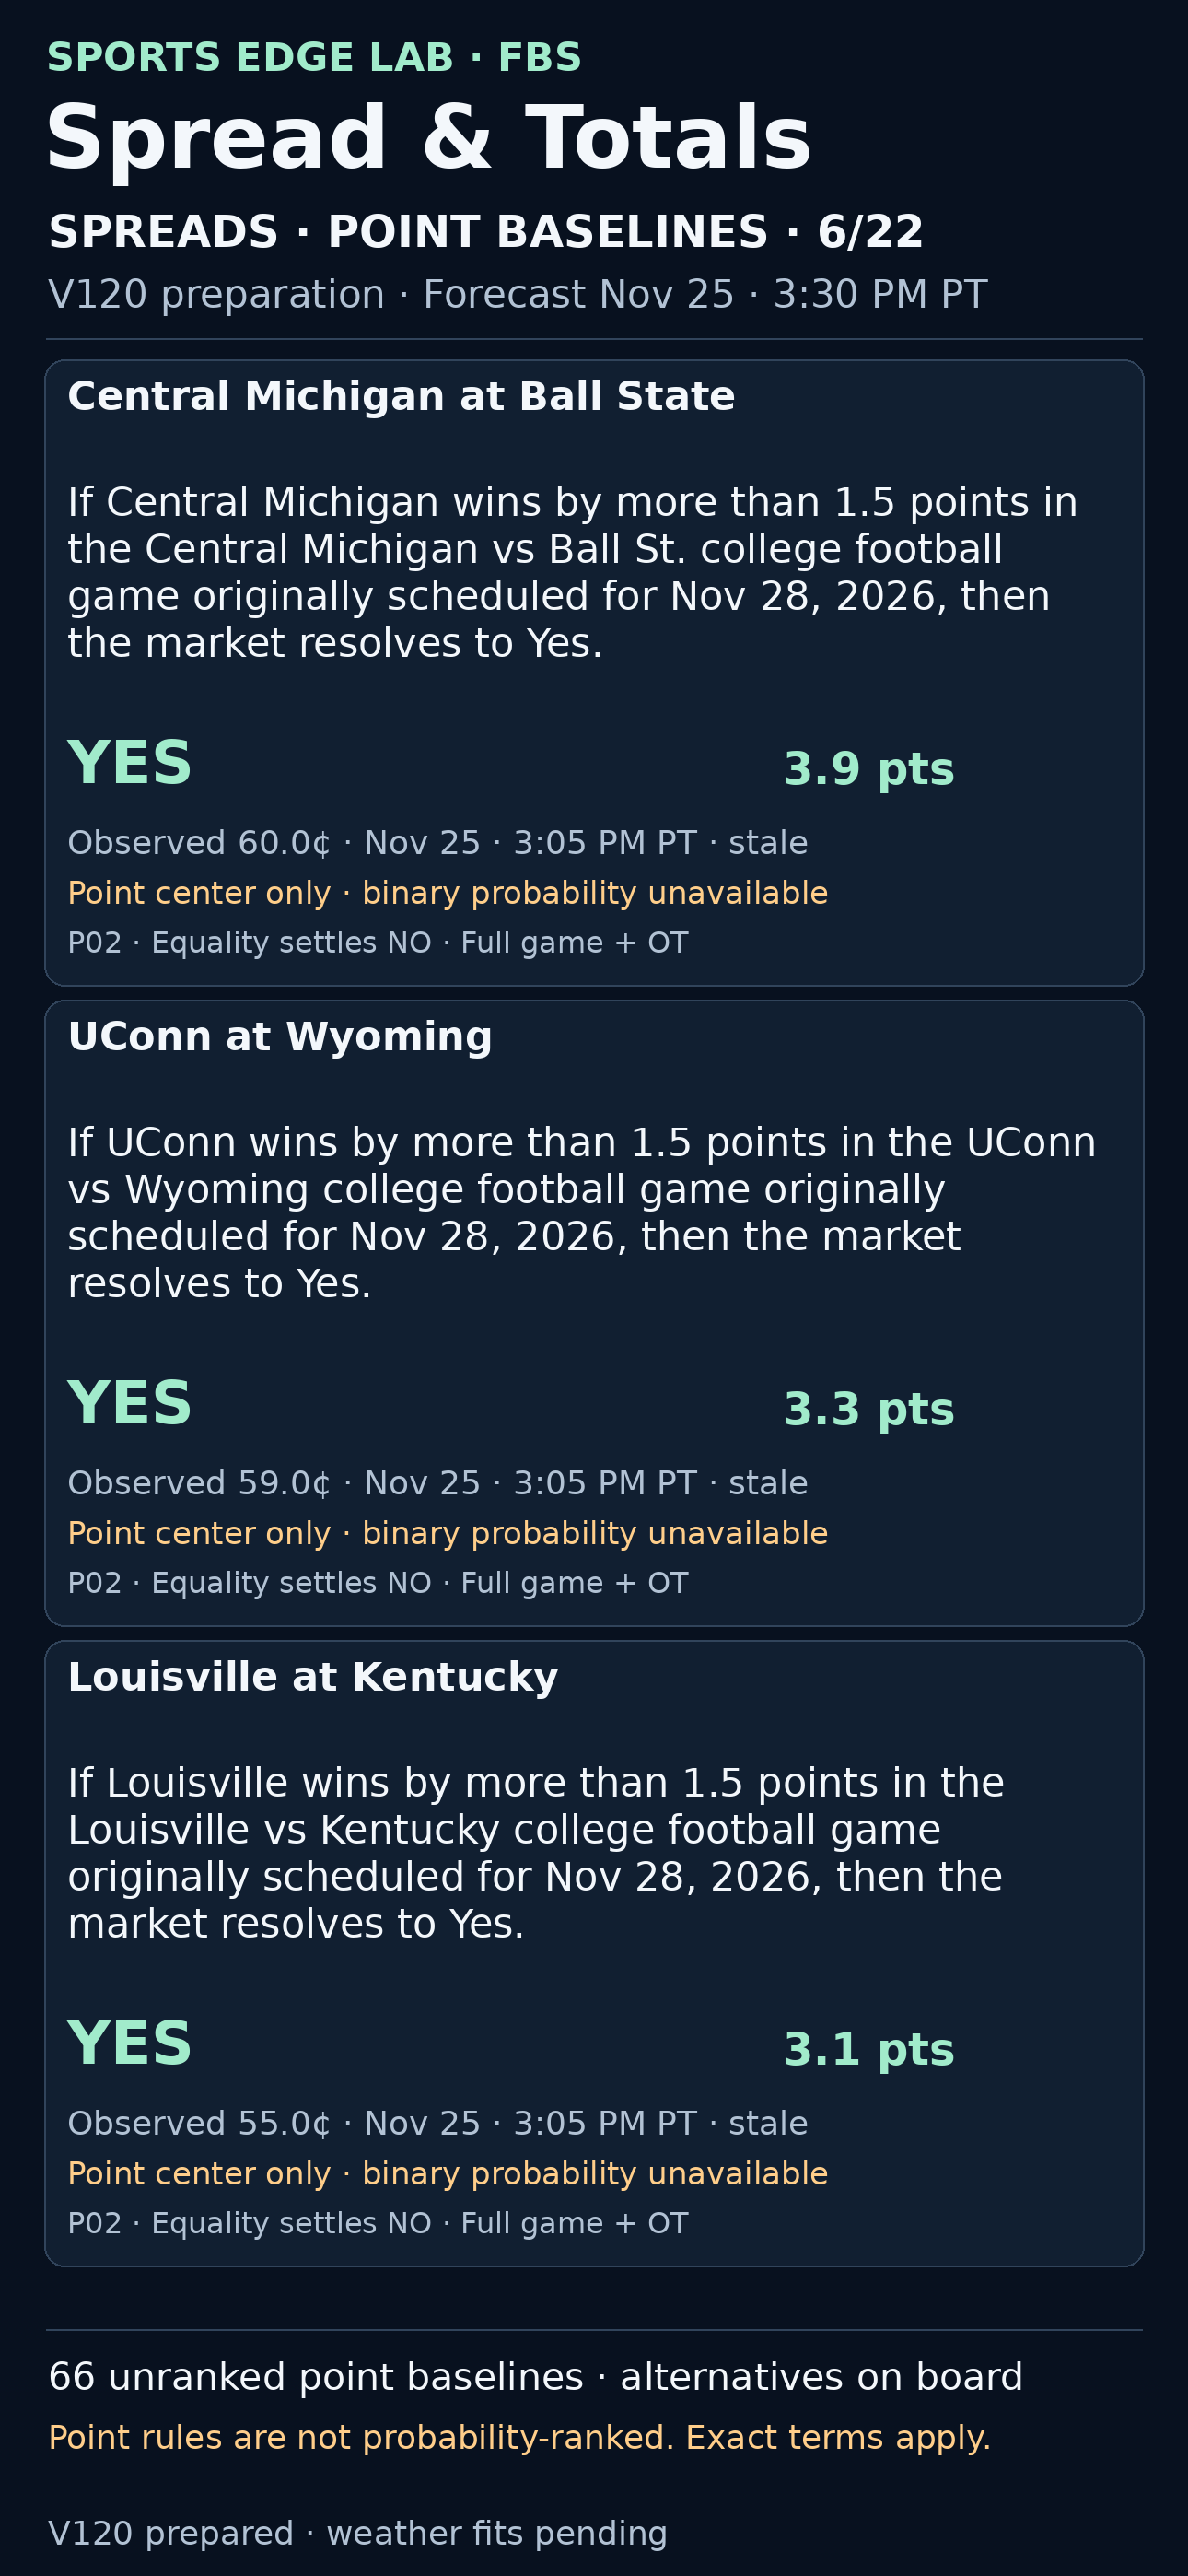 SPORTS EDGE LAB · FBS
Spread & Totals
SPREADS · POINT BASELINES · 6/22
V120 preparation · Forecast Nov 25 · 3:30 PM PT
Central Michigan at Ball State
If Central Michigan wins by more than 1.5 points in
the Central Michigan vs Ball St. college football
game originally scheduled for Nov 28, 2026, then
the market resolves to Yes.
YES 3.9 pts
Observed 60.0¢ · Nov 25 · 3:05 PM PT · stale
Point center only · binary probability unavailable
P02 · Equality settles NO · Full game + OT
UConn at Wyoming
If UConn wins by more than 1.5 points in the UConn
vs Wyoming college football game originally
scheduled for Nov 28, 2026, then the market
resolves to Yes.
YES 3.3 pts
Observed 59.0¢ · Nov 25 · 3:05 PM PT · stale
Point center only · binary probability unavailable
P02 · Equality settles NO · Full game + OT
Louisville at Kentucky
If Louisville wins by more than 1.5 points in the
Louisville vs Kentucky college football game
originally scheduled for Nov 28, 2026, then the
market resolves to Yes.
YES 3.1 pts
Observed 55.0¢ · Nov 25 · 3:05 PM PT · stale
Point center only · binary probability unavailable
P02 · Equality settles NO · Full game + OT
66 unranked point baselines · alternatives on board
Point rules are not probability-ranked. Exact terms apply.
V120 prepared · weather fits pending